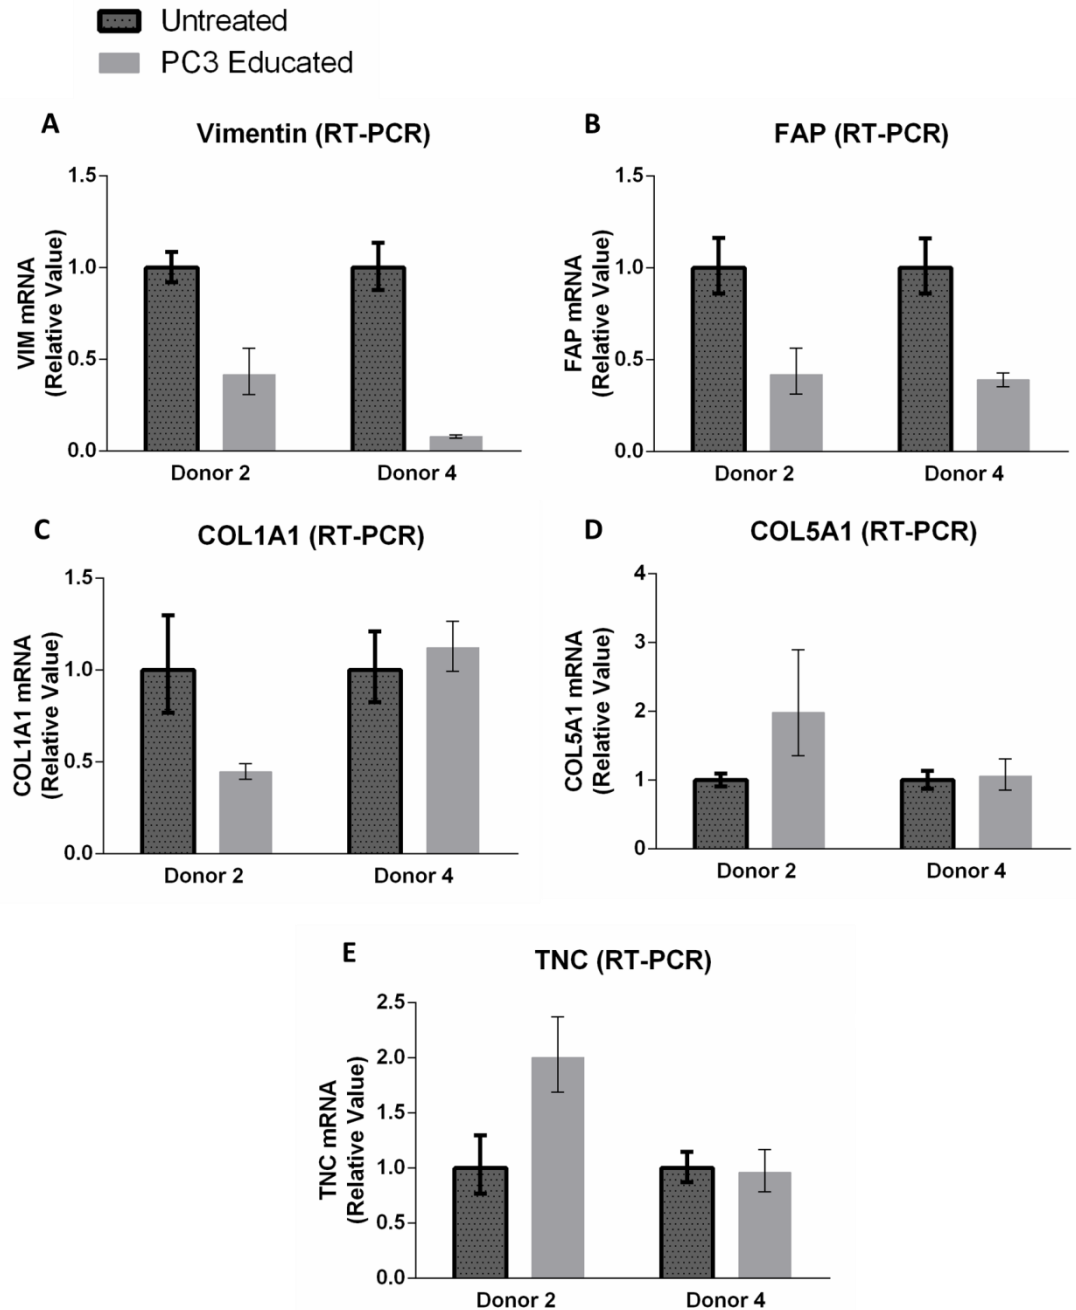 Untreated
PC3 Educated
A
Vimentin (RT-PCR)
VIM mRNA
(Relative Value)
1.5
1.0
0.5
0.0
Donor 2
Donor 4
B
FAP (RT-PCR)
FAP mRNA
(Relative Value)
1.5
1.0
0.5
0.0
Donor 2
Donor 4
C
COL1A1 (RT-PCR)
COL1A1 mRNA
(Relative Value)
1.5
1.0
0.5
0.0
Donor 2
Donor 4
D
COL5A1 (RT-PCR)
COL5A1 mRNA
(Relative Value)
4
3
2
1
0
Donor 2
Donor 4
E
TNC (RT-PCR)
TNC mRNA
(Relative Value)
2.5
2.0
1.5
1.0
0.5
0.0
Donor 2
Donor 4